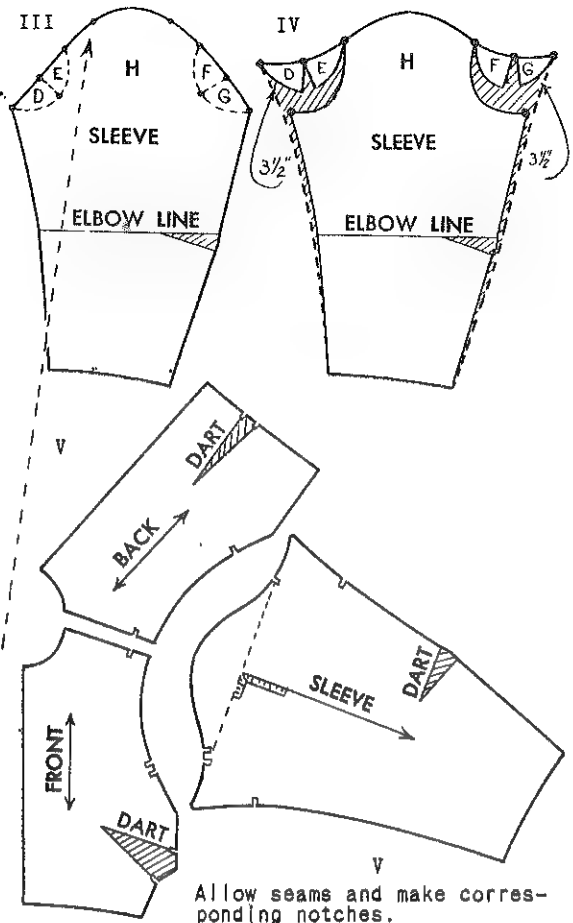 III
IV
H
E
D
F
G
SLEEVE
ELBOW LINE
H
D
E
F
G
SLEEVE
3½"
3½"
ELBOW LINE
V
DART
BACK
FRONT
DART
SLEEVE
DART
V
Allow seams and make corres-
ponding notches.